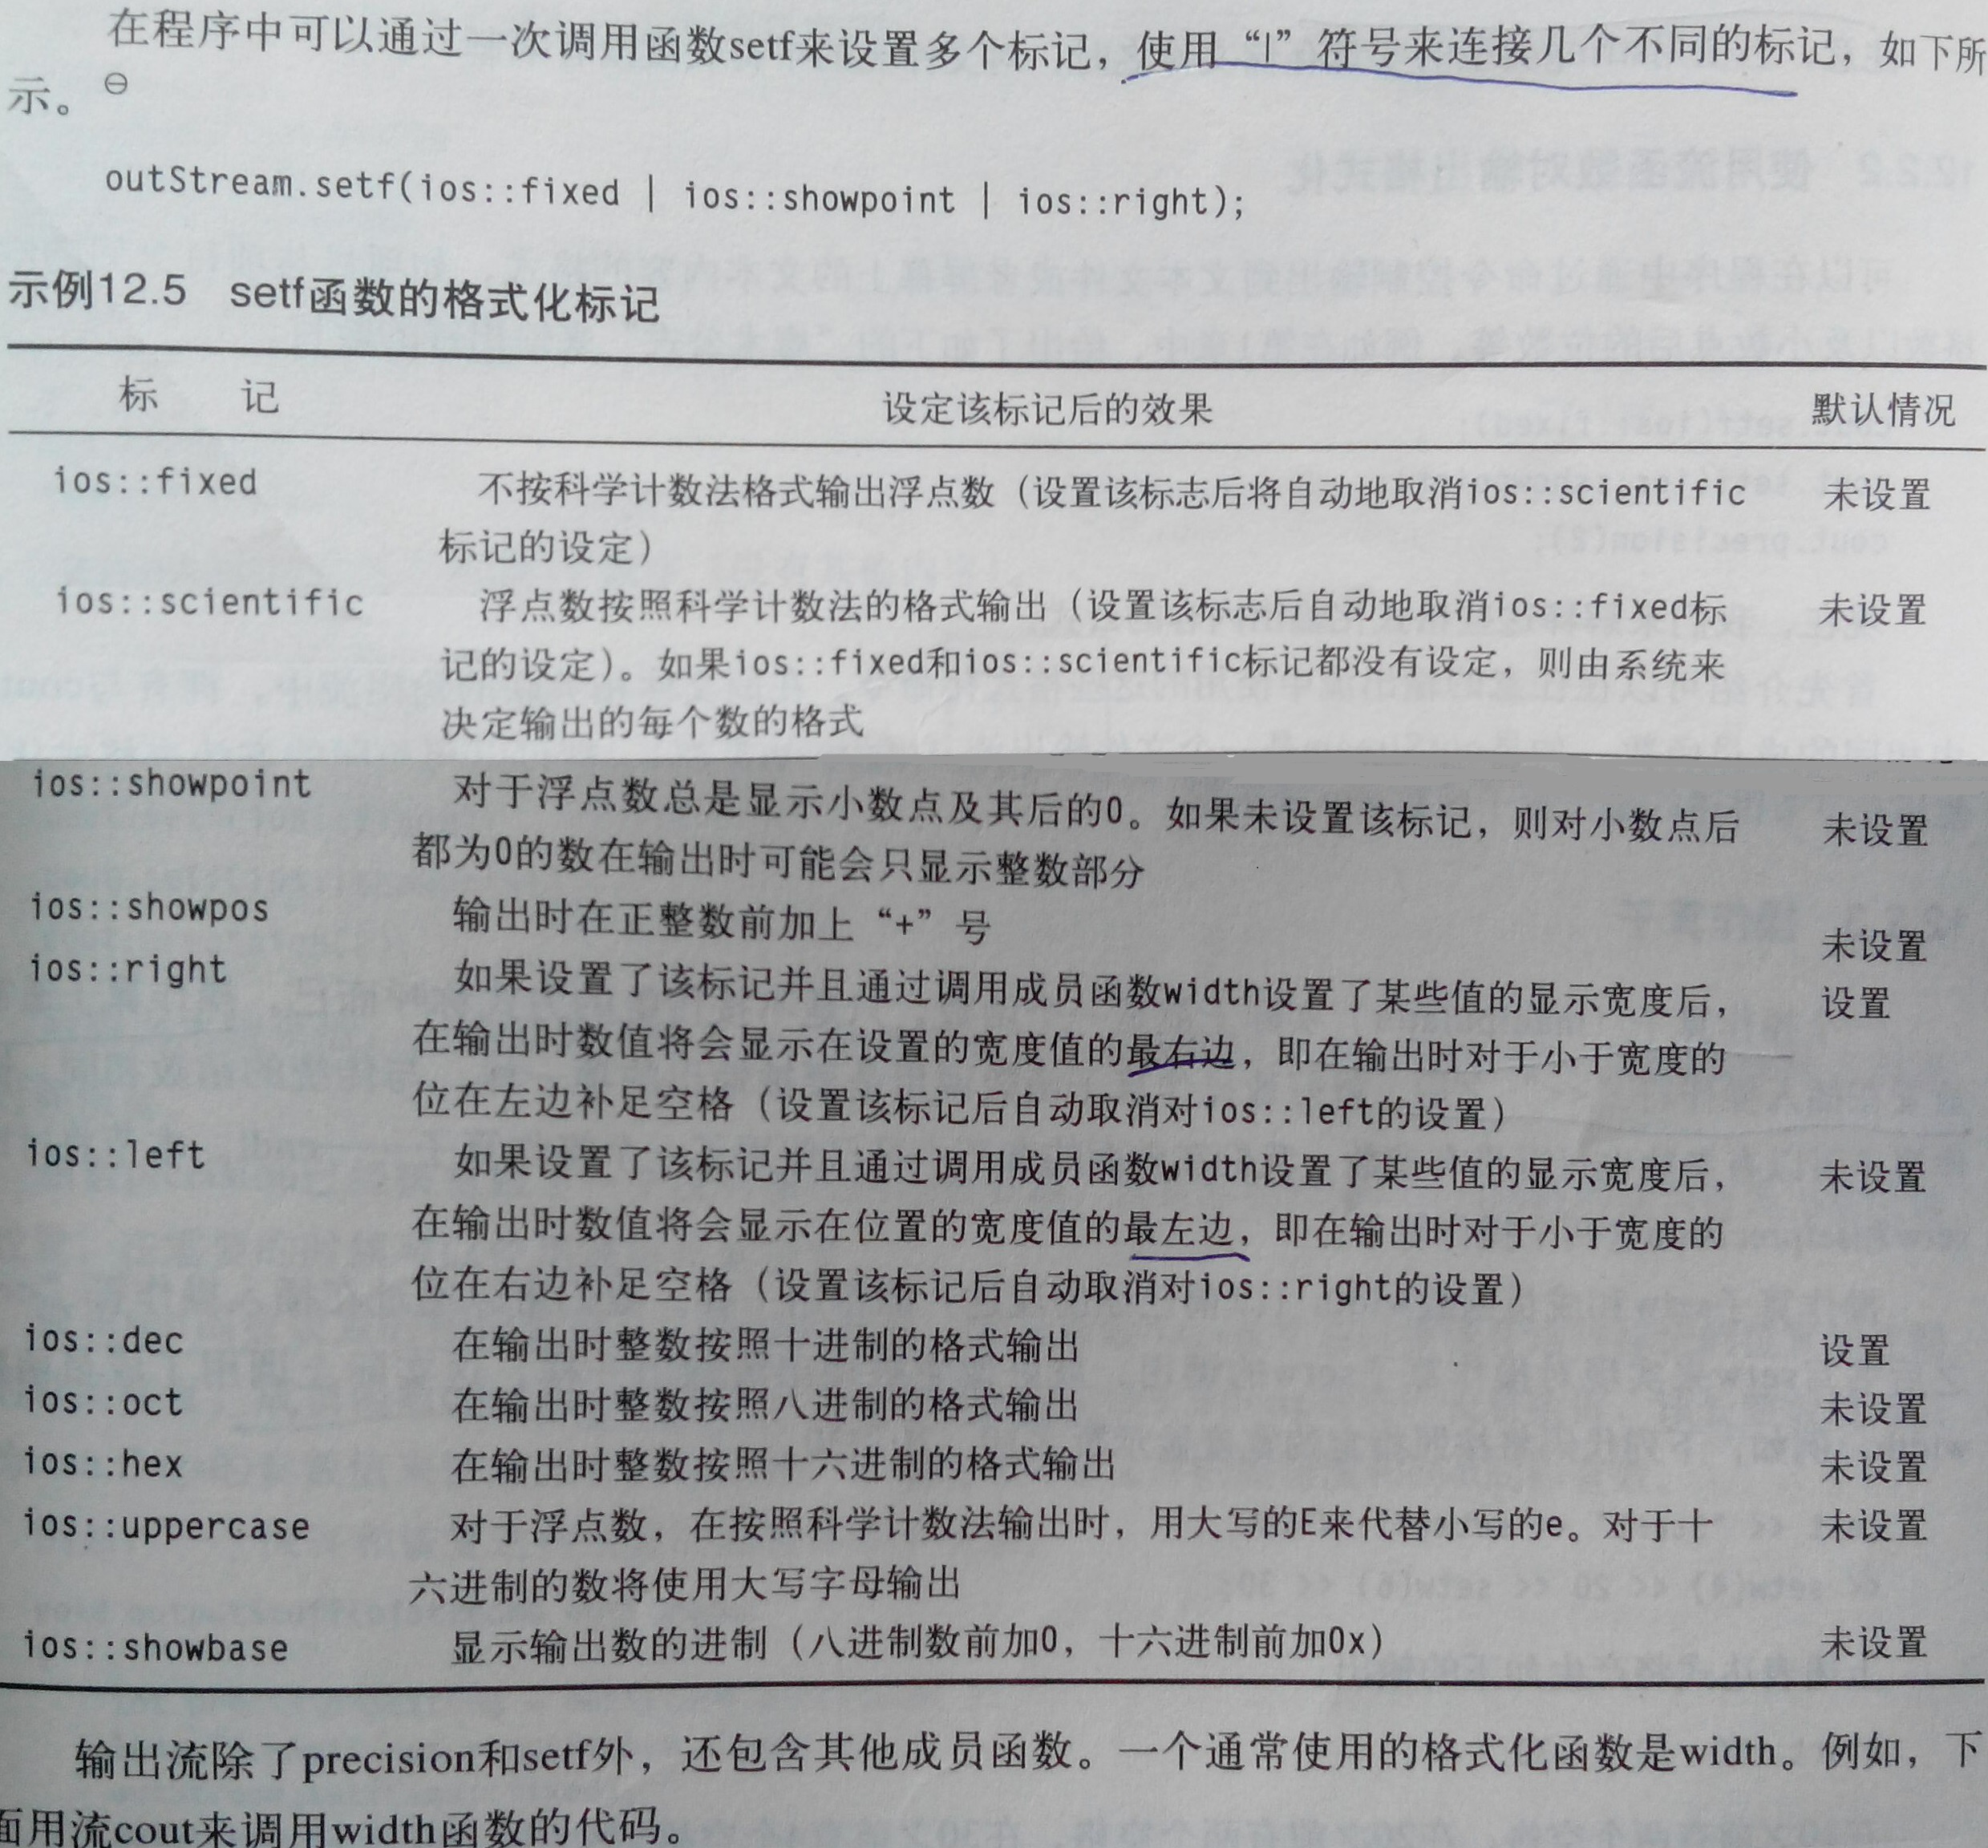 在程序中可以通过一次调用函数setf来设置多个标记，使用“|”符号来连接几个不同的标记，如下所
示。⊖
outStream.setf(ios::fixed | ios::showpoint | ios::right);
示例12.5 setf函数的格式化标记
标 记 设定该标记后的效果 默认情况
ios::fixed 不按科学计数法格式输出浮点数（设置该标志后将自动地取消ios::scientific 未设置
标记的设定）
ios::scientific 浮点数按照科学计数法的格式输出（设置该标志后自动地取消ios::fixed标 未设置
记的设定）。如果ios::fixed和ios::scientific标记都没有设定，则由系统来
决定输出的每个数的格式
ios::showpoint 对于浮点数总是显示小数点及其后的0。如果未设置该标记，则对小数点后 未设置
都为0的数在输出时可能会只显示整数部分
ios::showpos 输出时在正整数前加上“+”号 未设置
ios::right 如果设置了该标记并且通过调用成员函数width设置了某些值的显示宽度后， 设置
在输出时数值将会显示在设置的宽度值的最右边，即在输出时对于小于宽度的
位在左边补足空格（设置该标记后自动取消对ios::left的设置）
ios::left 如果设置了该标记并且通过调用成员函数width设置了某些值的显示宽度后， 未设置
在输出时数值将会显示在位置的宽度值的最左边，即在输出时对于小于宽度的
位在右边补足空格（设置该标记后自动取消对ios::right的设置）
ios::dec 在输出时整数按照十进制的格式输出 设置
ios::oct 在输出时整数按照八进制的格式输出 未设置
ios::hex 在输出时整数按照十六进制的格式输出 未设置
ios::uppercase 对于浮点数，在按照科学计数法输出时，用大写的E来代替小写的e。对于十 未设置
六进制的数将使用大写字母输出
ios::showbase 显示输出数的进制（八进制数前加0，十六进制前加0x） 未设置
输出流除了precision和setf外，还包含其他成员函数。一个通常使用的格式化函数是width。例如，下
面用流cout来调用width函数的代码。